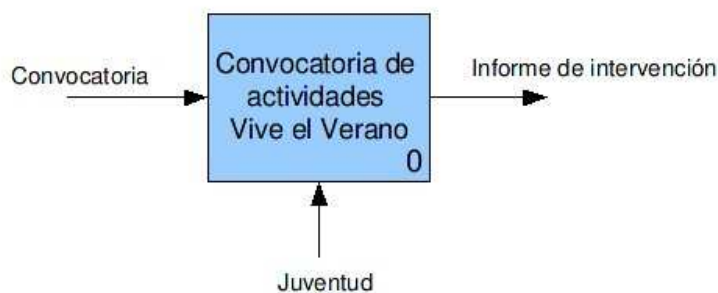 Convocatoria
Convocatoria de
actividades
Vive el Verano
0
Informe de intervención
Juventud